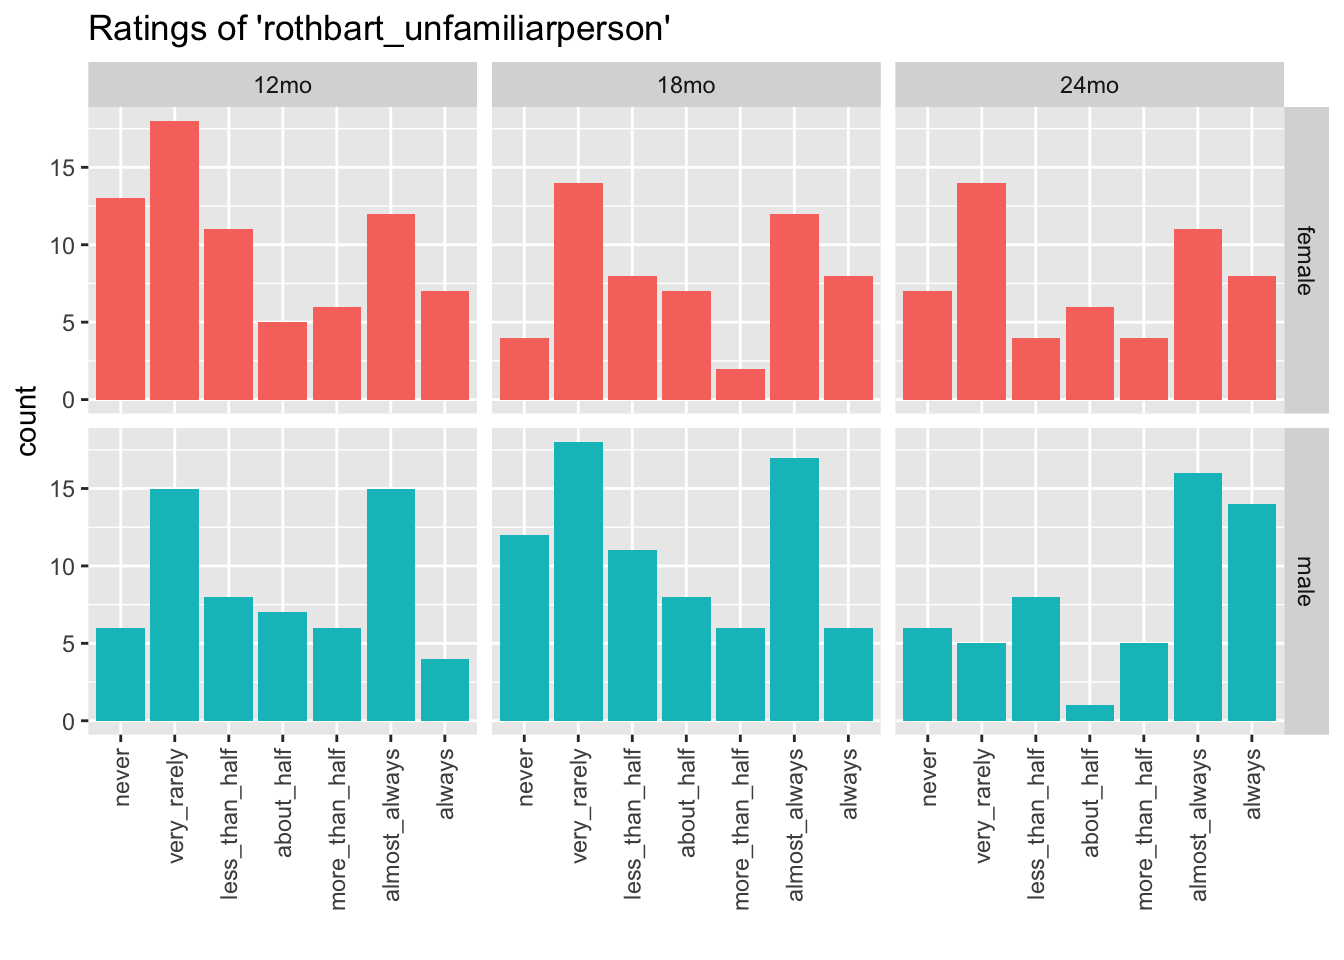 Ratings of 'rothbart_unfamiliarperson'
12mo 18mo 24mo
15
10
5
0
female
count
15
10
5
0
male
never very_rarely less_than_half about_half more_than_half almost_always always
never very_rarely less_than_half about_half more_than_half almost_always always
never very_rarely less_than_half about_half more_than_half almost_always always